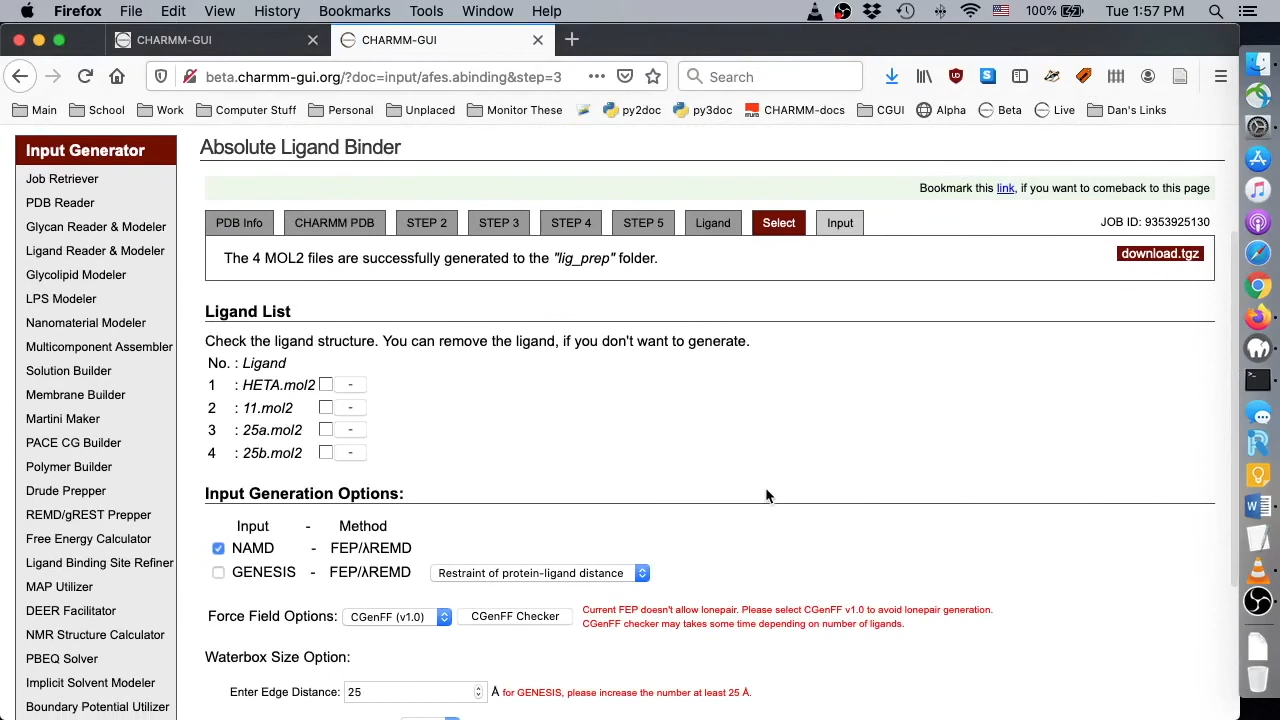 Firefox File Edit View History Bookmarks Tools Window Help 100% Tue 1:57 PM
CHARMM-GUI CHARMM-GUI
beta.charmm-gui.org/?doc=input/afes.abinding&step=3 Search
Main School Work Computer Stuff Personal Unplaced Monitor These py2doc py3doc CHARMM-docs CGUI Alpha Beta Live Dan's Links
Input Generator
Job Retriever
PDB Reader
Glycan Reader & Modeler
Ligand Reader & Modeler
Glycolipid Modeler
LPS Modeler
Nanomaterial Modeler
Multicomponent Assembler
Solution Builder
Membrane Builder
Martini Maker
PACE CG Builder
Polymer Builder
Drude Prepper
REMD/gREST Prepper
Free Energy Calculator
Ligand Binding Site Refiner
MAP Utilizer
DEER Facilitator
NMR Structure Calculator
PBEQ Solver
Implicit Solvent Modeler
Boundary Potential Utilizer
Absolute Ligand Binder
Bookmark this link, if you want to comeback to this page
PDB Info CHARMM PDB STEP 2 STEP 3 STEP 4 STEP 5 Ligand Select Input JOB ID: 9353925130
The 4 MOL2 files are successfully generated to the "lig_prep" folder. download.tgz
Ligand List
Check the ligand structure. You can remove the ligand, if you don't want to generate.
No. : Ligand
1 : HETA.mol2 -
2 : 11.mol2 -
3 : 25a.mol2 -
4 : 25b.mol2 -
Input Generation Options:
Input - Method
NAMD - FEP/λREMD
GENESIS - FEP/λREMD Restraint of protein-ligand distance
Force Field Options: CGenFF (v1.0) CGenFF Checker Current FEP doesn't allow lonepair. Please select CGenFF v1.0 to avoid lonepair generation.
CGenFF checker may takes some time depending on number of ligands.
Waterbox Size Option:
Enter Edge Distance: 25 Å for GENESIS, please increase the number at least 25 Å.